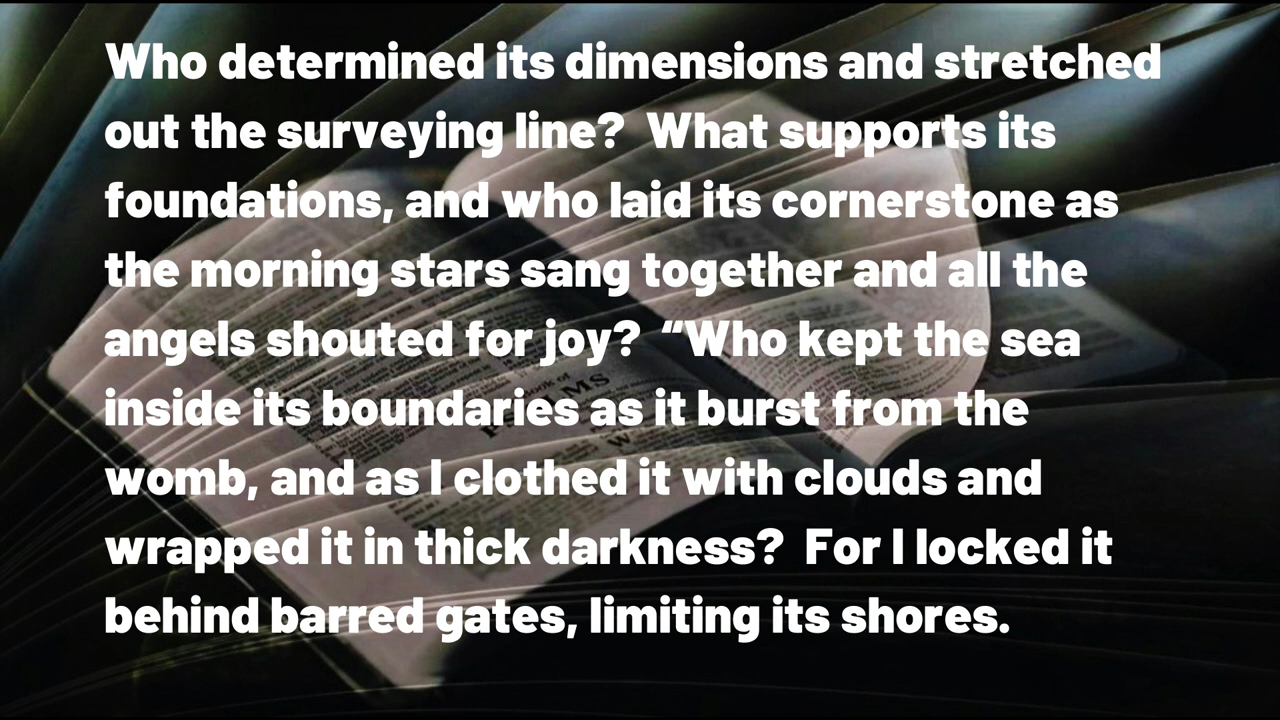 Who determined its dimensions and stretched
out the surveying line?  What supports its
foundations, and who laid its cornerstone as
the morning stars sang together and all the
angels shouted for joy?  “Who kept the sea
inside its boundaries as it burst from the
womb, and as I clothed it with clouds and
wrapped it in thick darkness?  For I locked it
behind barred gates, limiting its shores.